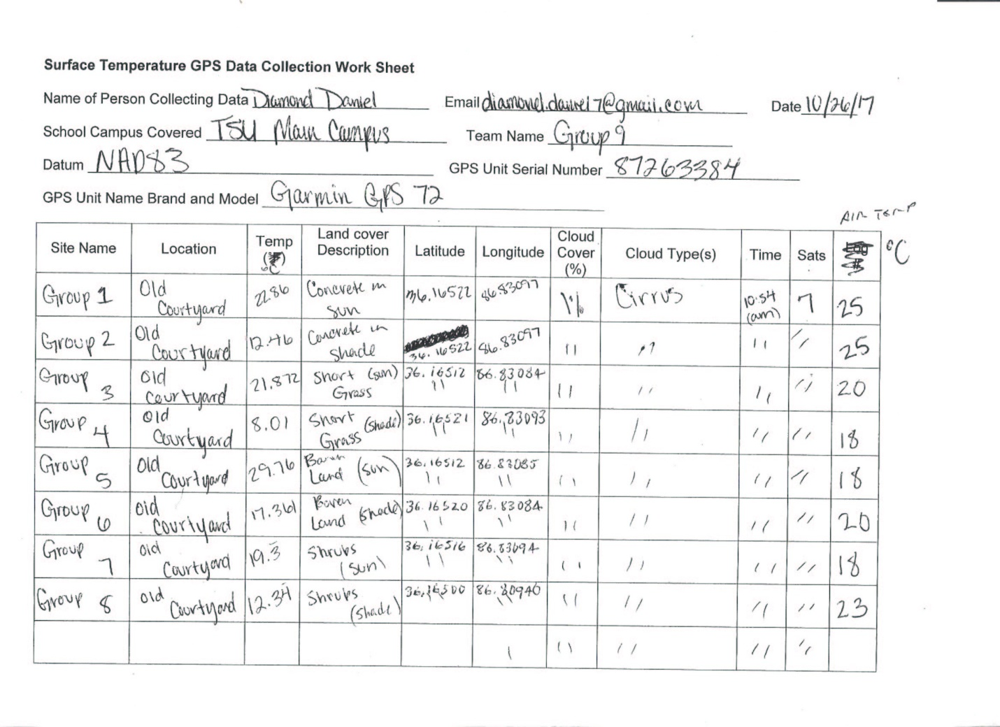 Surface Temperature GPS Data Collection Work Sheet
Name of Person Collecting Data Diamond Daniel Email diamond.daniel7@gmail.com Date 10/26/17
School Campus Covered TSU Main Campus Team Name Group 9
Datum NAD83 GPS Unit Serial Number 87263384
GPS Unit Name Brand and Model Garmin GPS 72
AIR TEMP
Site Name Location Temp (°C) Land cover Description Latitude Longitude Cloud Cover (%) Cloud Type(s) Time Sats °C
Group 1 Old Courtyard 22.86 Concrete in sun 36.16522 86.83097 1% Cirrus 10:54 (am) 7 25
Group 2 Old Courtyard 12.46 Concrete in Shade 36.16522 86.83097 " " " " 25
Group 3 Old Courtyard 21.872 Short (sun) Grass 36.16512 " 86.83084 " " " " " 20
Group 4 Old Courtyard 8.01 Short (shade) Grass 36.16521 " 86.83093 " " " " " 18
Group 5 Old Courtyard 29.76 Baren Land (sun) 36.16512 " 86.83085 " " " " " 18
Group 6 Old Courtyard 17.361 Baren Land (shade) 36.16520 " 86.83084 " " " " " 20
Group 7 Old Courtyard 19.3 Shrubs (sun) 36.16516 " 86.83094 " " " " " 18
Group 8 Old Courtyard 12.34 Shrubs (shade) 36.16500 " " " " " " 23
" " " "